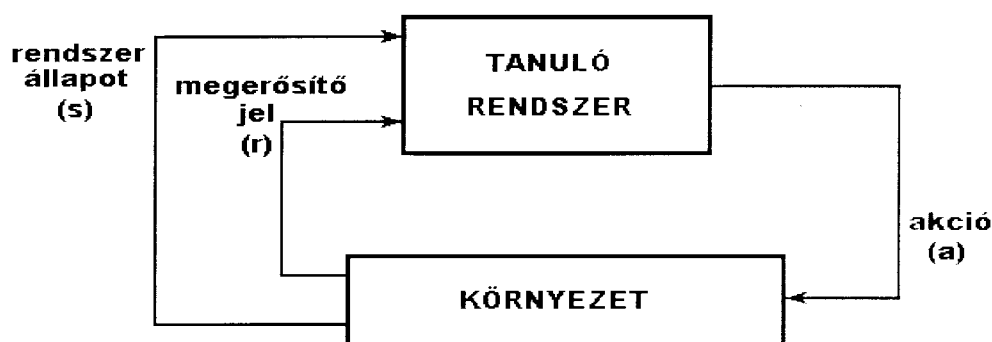 rendszer
állapot
(s)
megerősítő
jel
(r)
TANULÓ
RENDSZER
akció
(a)
KÖRNYEZET